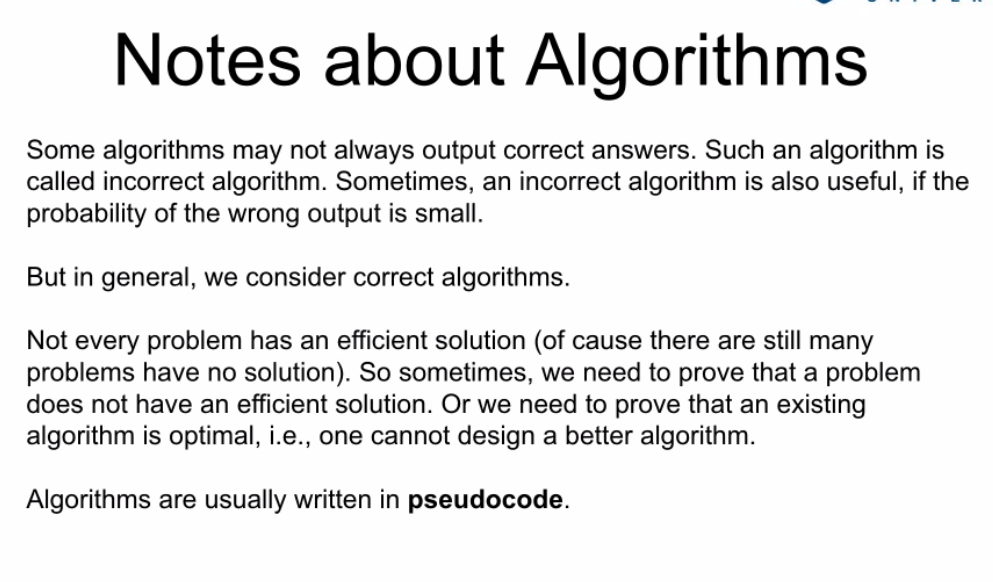 Notes about Algorithms
Some algorithms may not always output correct answers. Such an algorithm is
called incorrect algorithm. Sometimes, an incorrect algorithm is also useful, if the
probability of the wrong output is small.
But in general, we consider correct algorithms.
Not every problem has an efficient solution (of cause there are still many
problems have no solution). So sometimes, we need to prove that a problem
does not have an efficient solution. Or we need to prove that an existing
algorithm is optimal, i.e., one cannot design a better algorithm.
Algorithms are usually written in pseudocode.